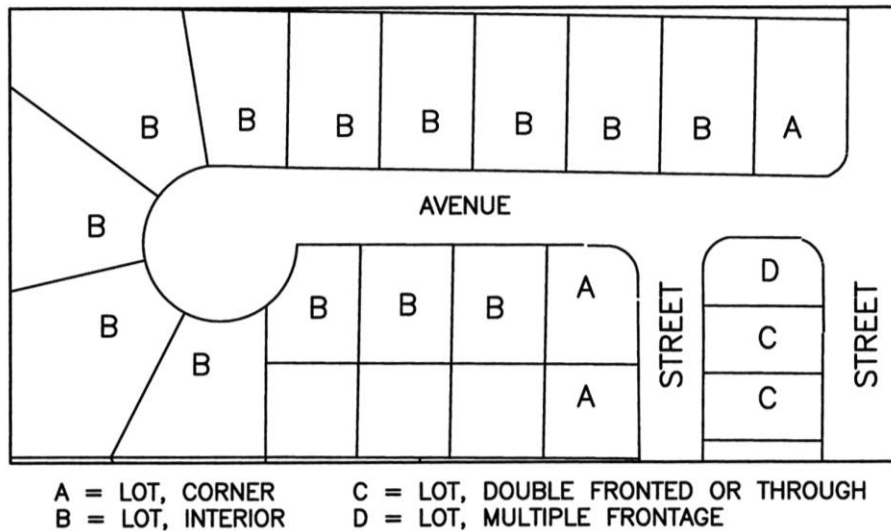 B B B B B B B A
AVENUE
B
B B B B A D
B
C
A C
STREET
STREET
A = LOT, CORNER C = LOT, DOUBLE FRONTED OR THROUGH
B = LOT, INTERIOR D = LOT, MULTIPLE FRONTAGE